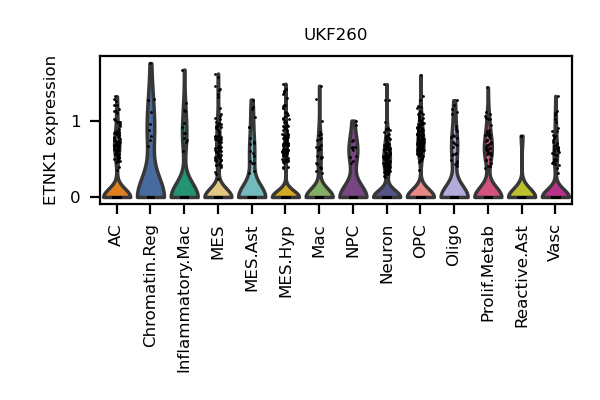 UKF260
ETNK1 expression
1
0
AC
Chromatin.Reg
Inflammatory.Mac
MES
MES.Ast
MES.Hyp
Mac
NPC
Neuron
OPC
Oligo
Prolif.Metab
Reactive.Ast
Vasc